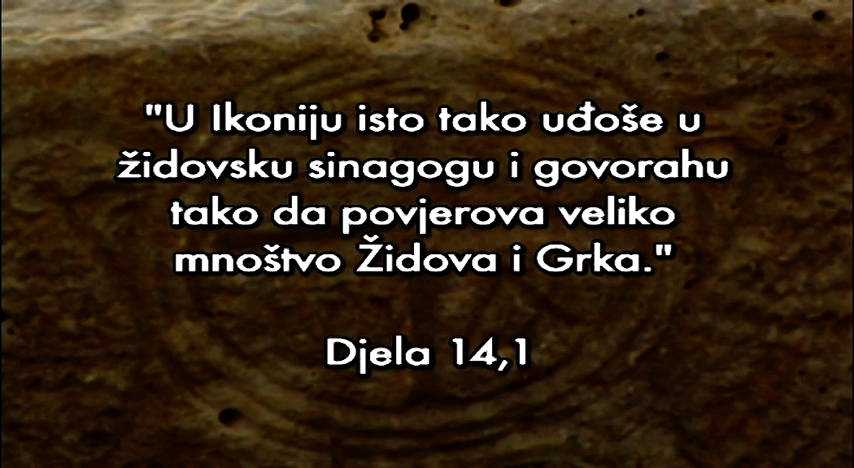 "U Ikoniju isto tako uđoše u
židovsku sinagogu i govorahu
tako da povjerova veliko
mnoštvo Židova i Grka."
Djela 14,1